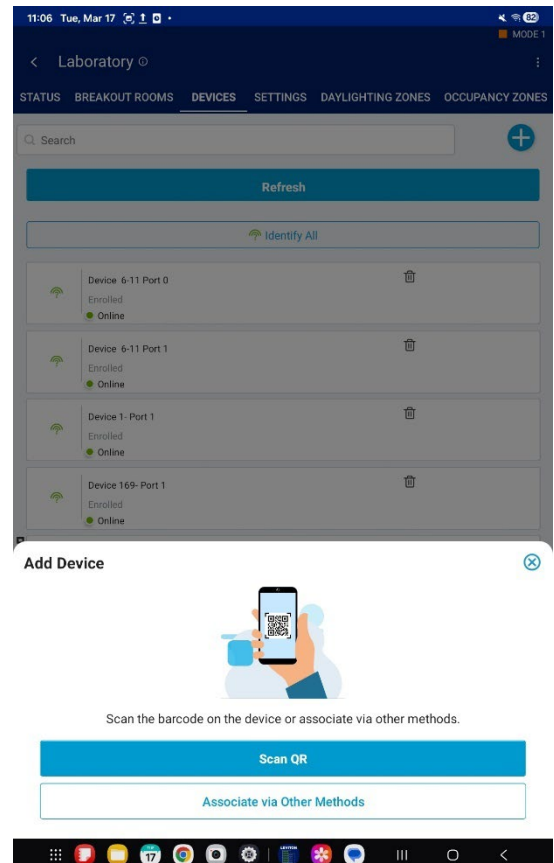 11:06 Tue, Mar 17
82
MODE 1
Laboratory
STATUS BREAKOUT ROOMS DEVICES SETTINGS DAYLIGHTING ZONES OCCUPANCY ZONES
Search
Refresh
Identify All
Device 6-11 Port 0
Enrolled
Online
Device 6-11 Port 1
Enrolled
Online
Device 1- Port 1
Enrolled
Online
Device 169- Port 1
Enrolled
Online
Add Device
Scan the barcode on the device or associate via other methods.
Scan QR
Associate via Other Methods
17
LEVITON